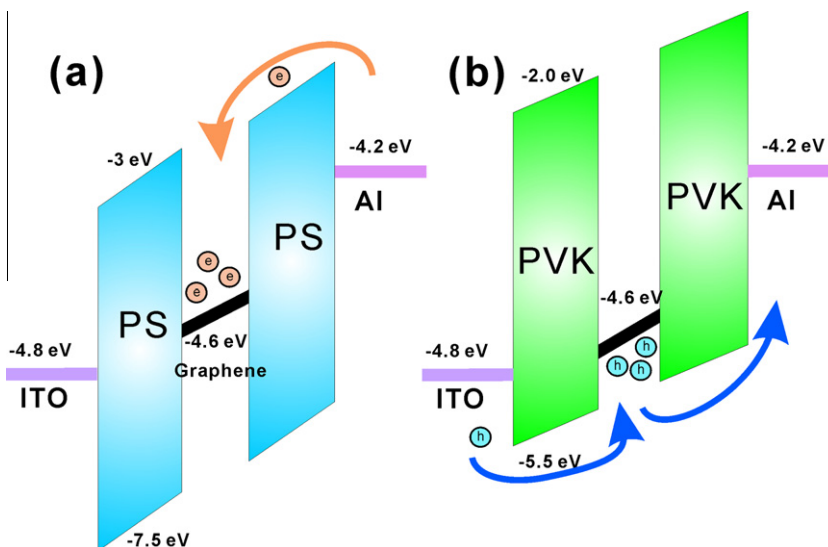 (a)
e
-3 eV
-4.2 eV
Al
PS
PS
e
e
e
-4.6 eV
Graphene
-4.8 eV
ITO
-7.5 eV
(b)
-2.0 eV
-4.2 eV
Al
PVK
PVK
-4.6 eV
-4.8 eV
ITO
h
h
h
h
-5.5 eV